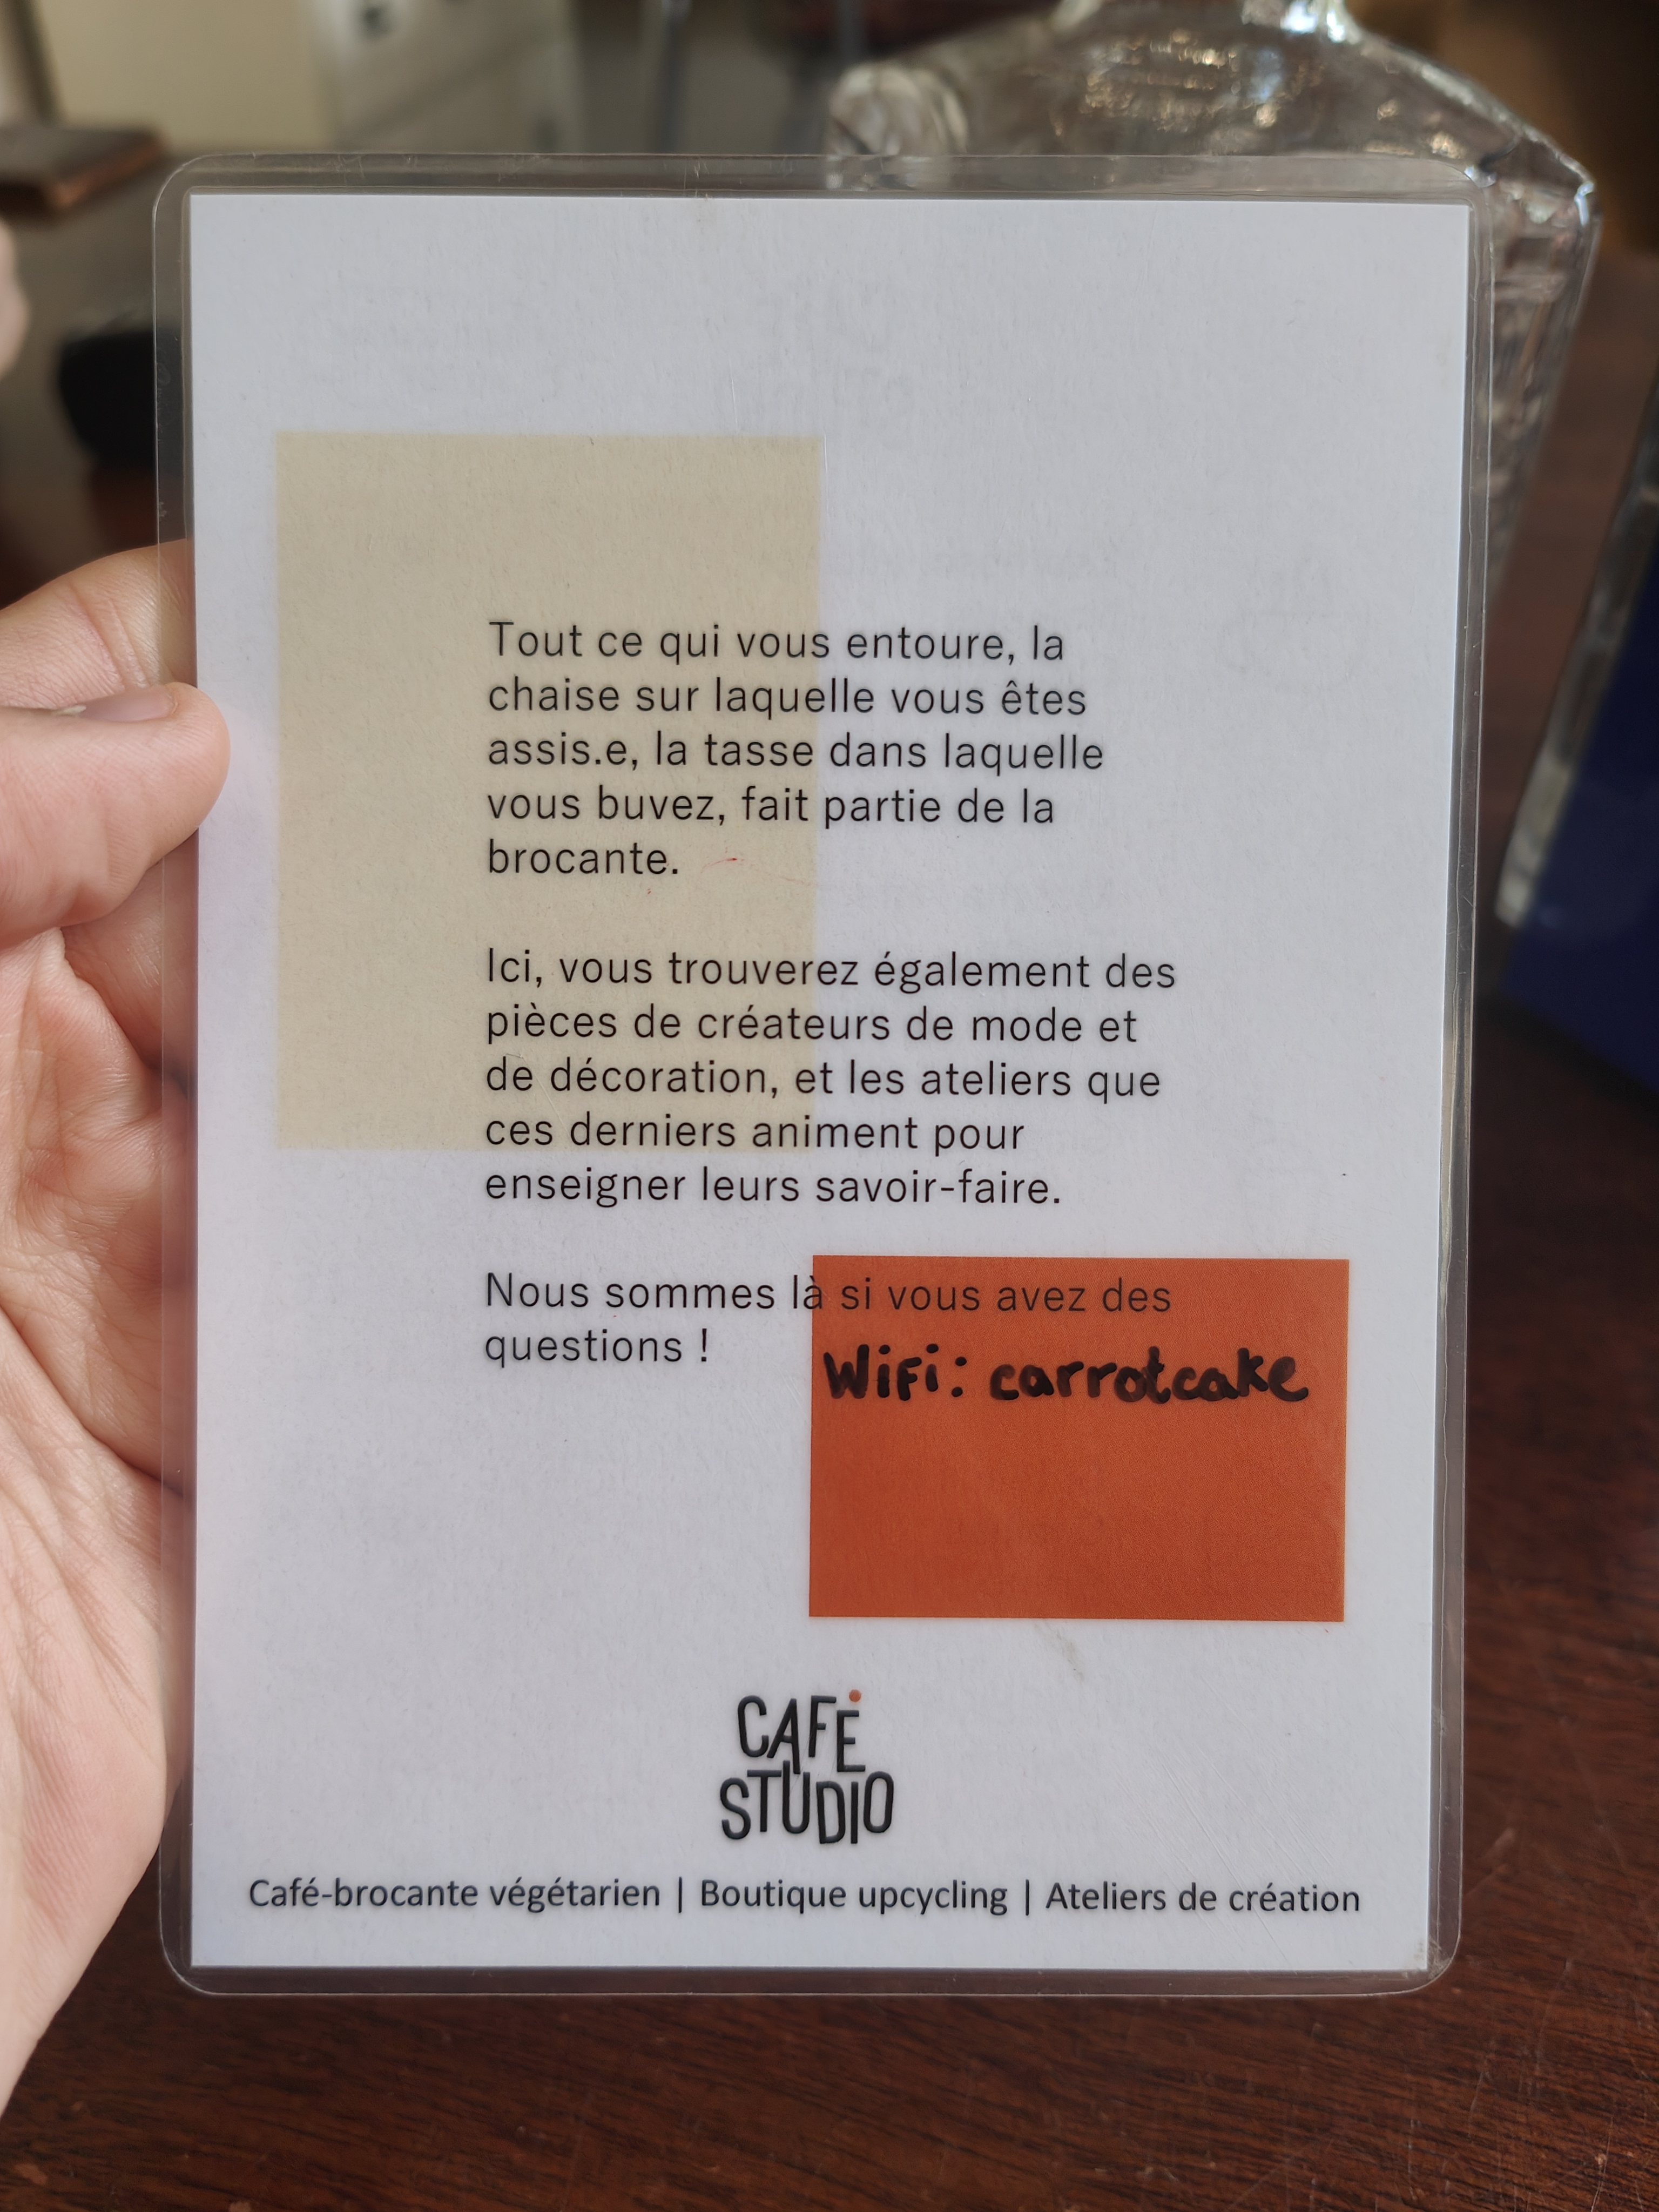 Tout ce qui vous entoure, la
chaise sur laquelle vous êtes
assis.e, la tasse dans laquelle
vous buvez, fait partie de la
brocante.
Ici, vous trouverez également des
pièces de créateurs de mode et
de décoration, et les ateliers que
ces derniers animent pour
enseigner leurs savoir-faire.
Nous sommes là si vous avez des
questions !
Wifi: carrotcake
CAFÉ
STUDIO
Café-brocante végétarien | Boutique upcycling | Ateliers de création